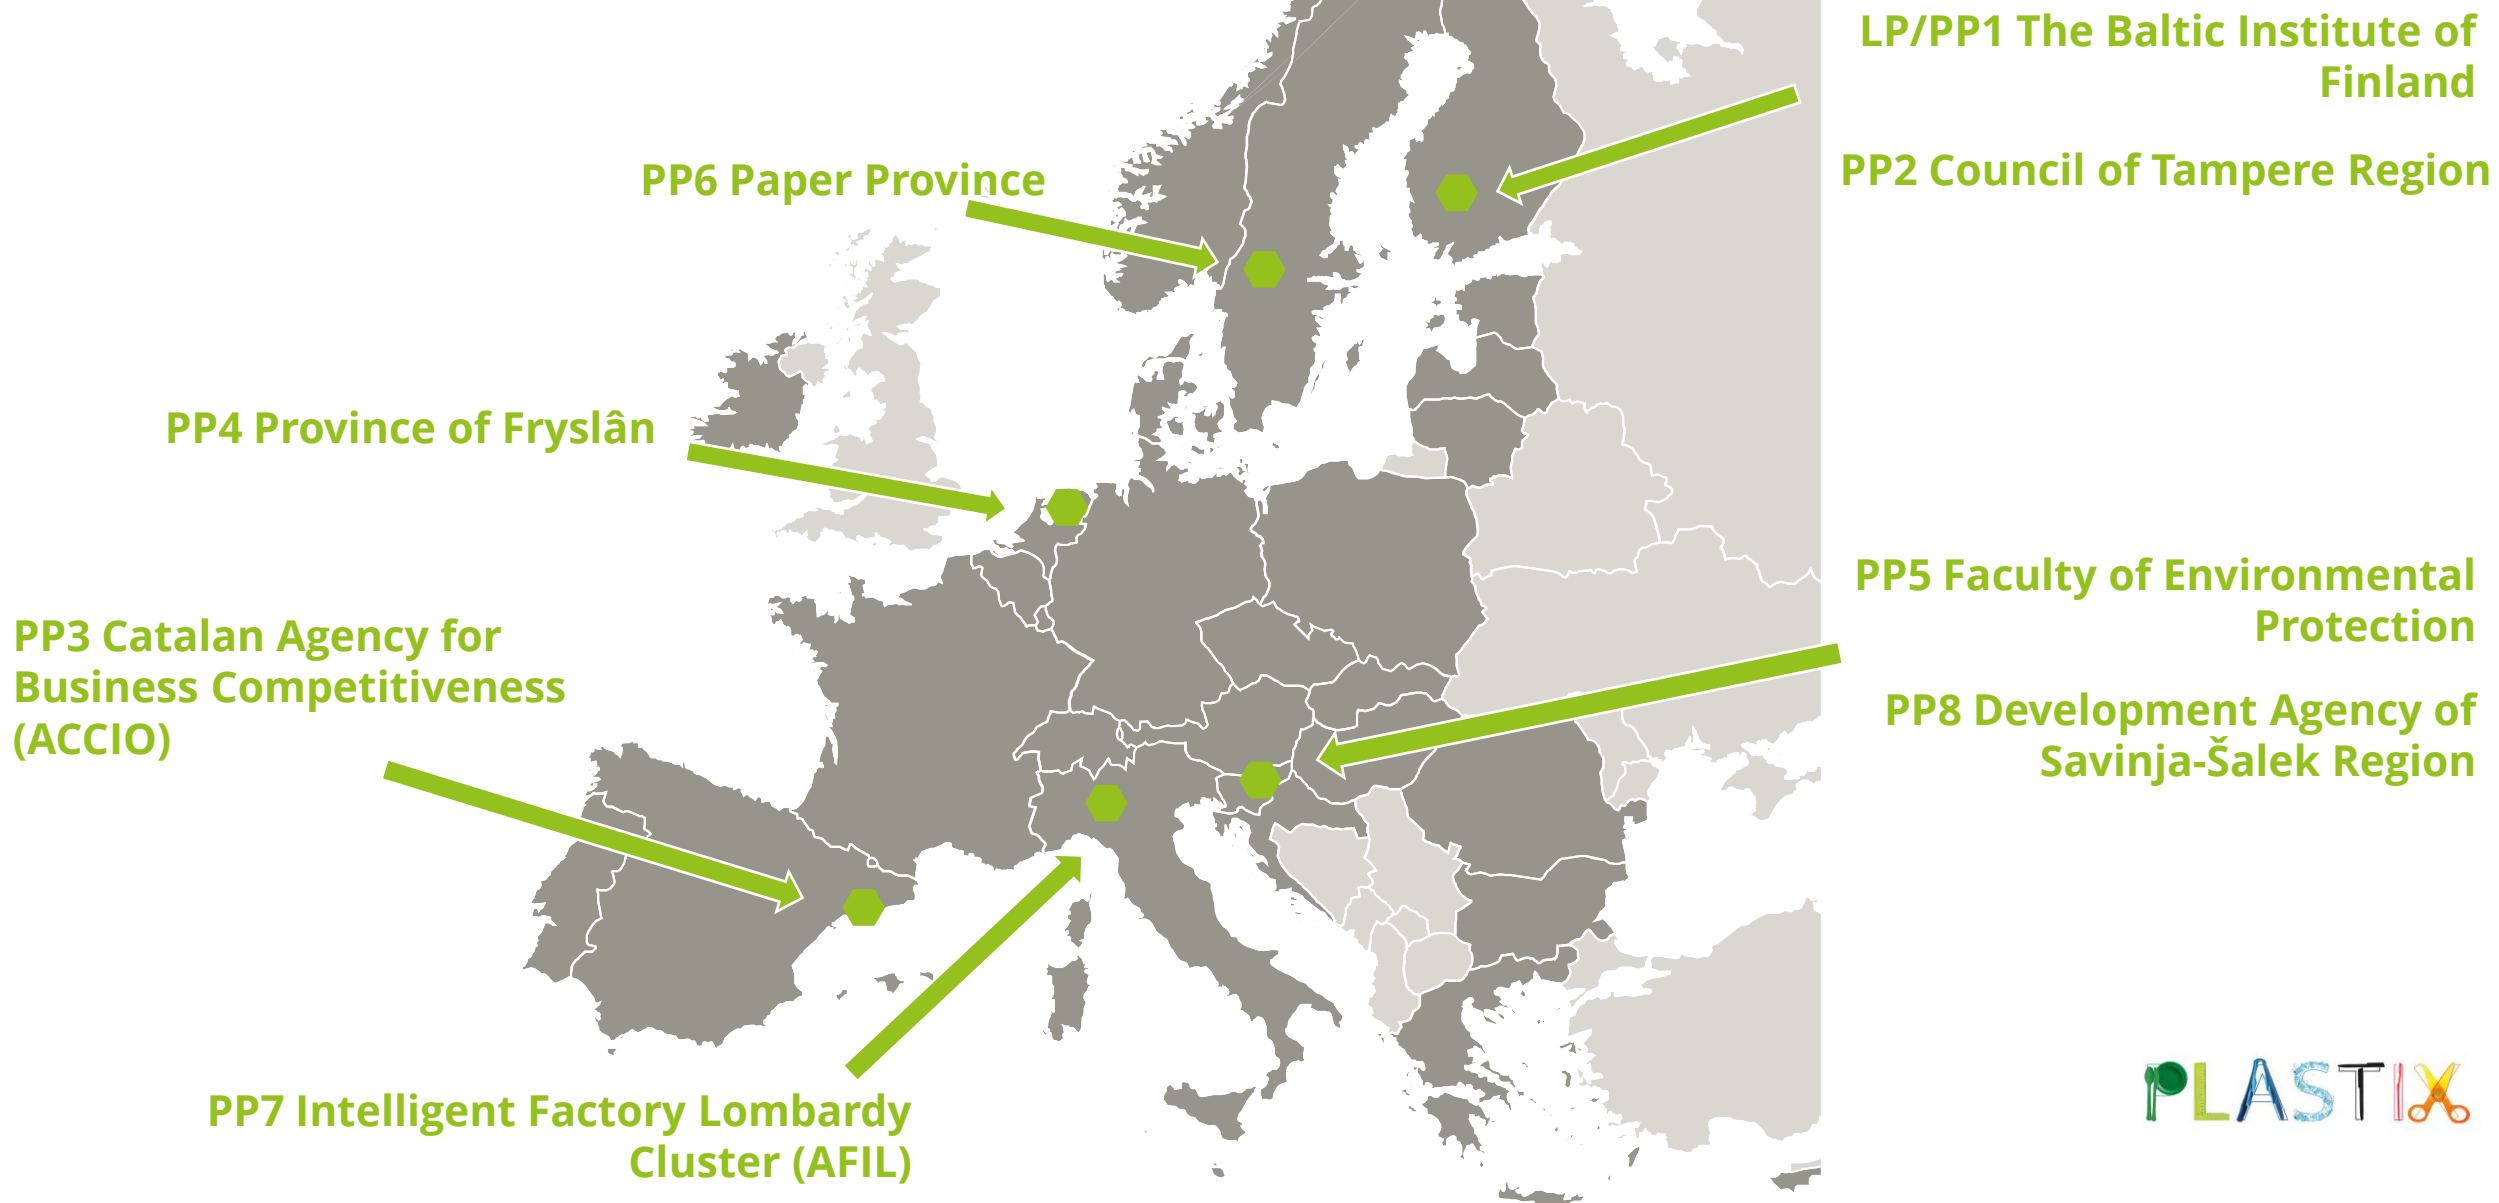 LP/PP1 The Baltic Institute of
Finland
PP2 Council of Tampere Region
PP6 Paper Province
PP4 Province of Fryslân
PP5 Faculty of Environmental
Protection
PP8 Development Agency of
Savinja-Šalek Region
PP3 Catalan Agency for
Business Competitiveness
(ACCIO)
PP7 Intelligent Factory Lombardy
Cluster (AFIL)
PLASTIX